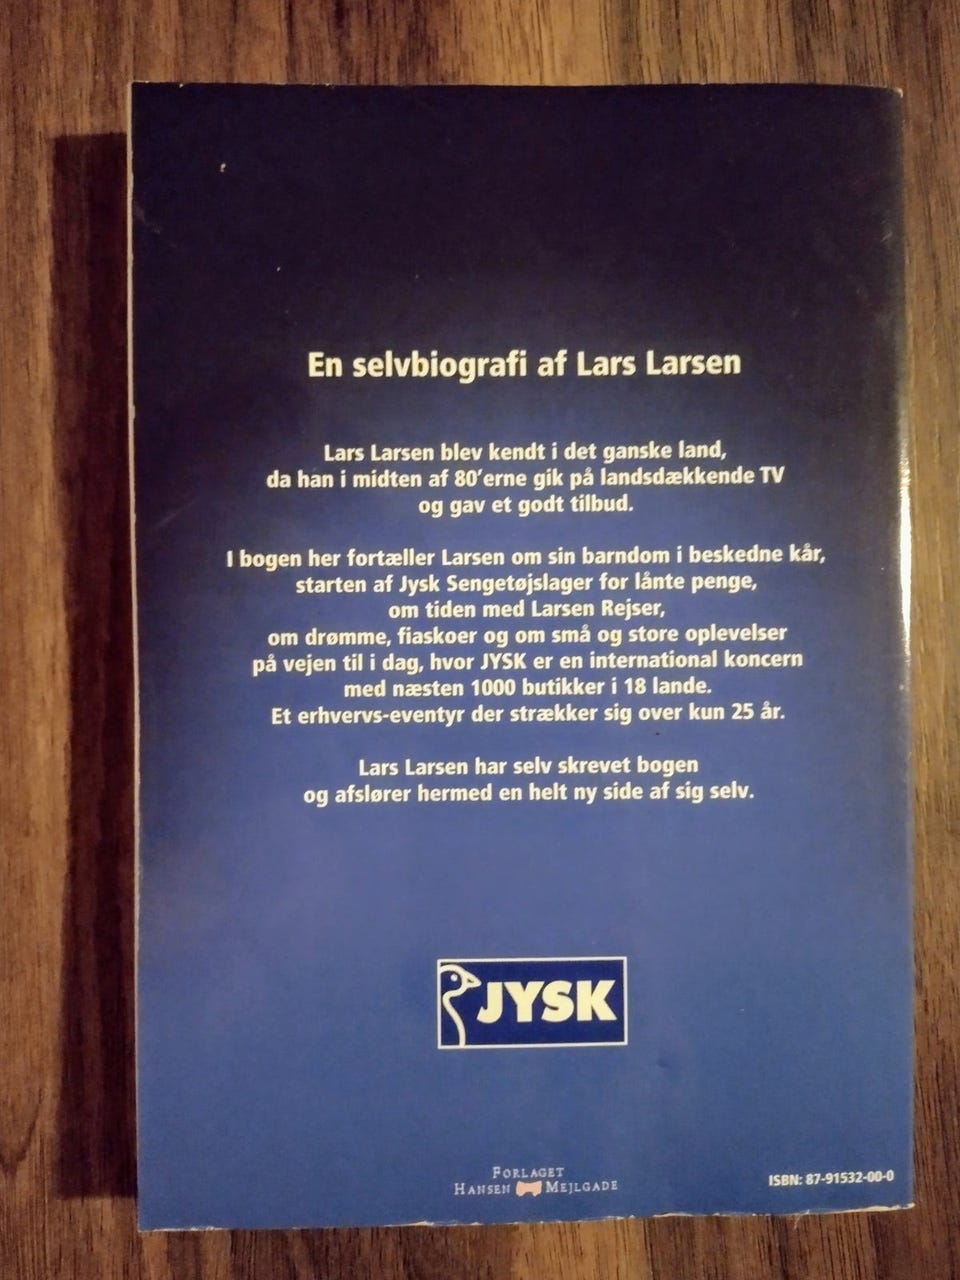 En selvbiografi af Lars Larsen
Lars Larsen blev kendt i det ganske land,
da han i midten af 80'erne gik på landsdækkende TV
og gav et godt tilbud.
I bogen her fortæller Larsen om sin barndom i beskedne kår,
starten af Jysk Sengetøjslager for lånte penge,
om tiden med Larsen Rejser,
om drømme, fiaskoer og om små og store oplevelser
på vejen til i dag, hvor JYSK er en international koncern
med næsten 1000 butikker i 18 lande.
Et erhvervs-eventyr der strækker sig over kun 25 år.
Lars Larsen har selv skrevet bogen
og afslører hermed en helt ny side af sig selv.
JYSK
FORLAGET
HANSEN MEJLGADE
ISBN: 87-91532-00-0